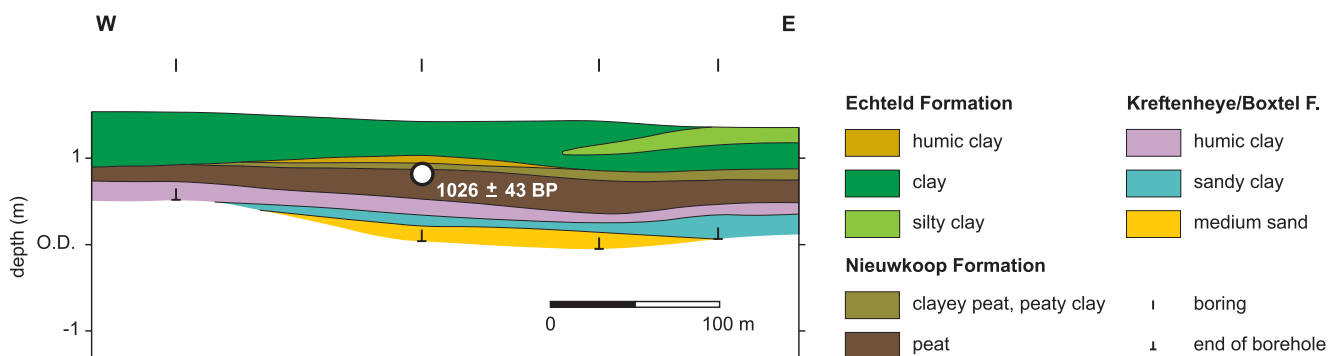 W
E
1
O.D.
-1
depth (m)
1026 ± 43 BP
0
100 m
Echteld Formation
humic clay
clay
silty clay
Nieuwkoop Formation
clayey peat, peaty clay
peat
Kreftenheye/Boxtel F.
humic clay
sandy clay
medium sand
boring
end of borehole